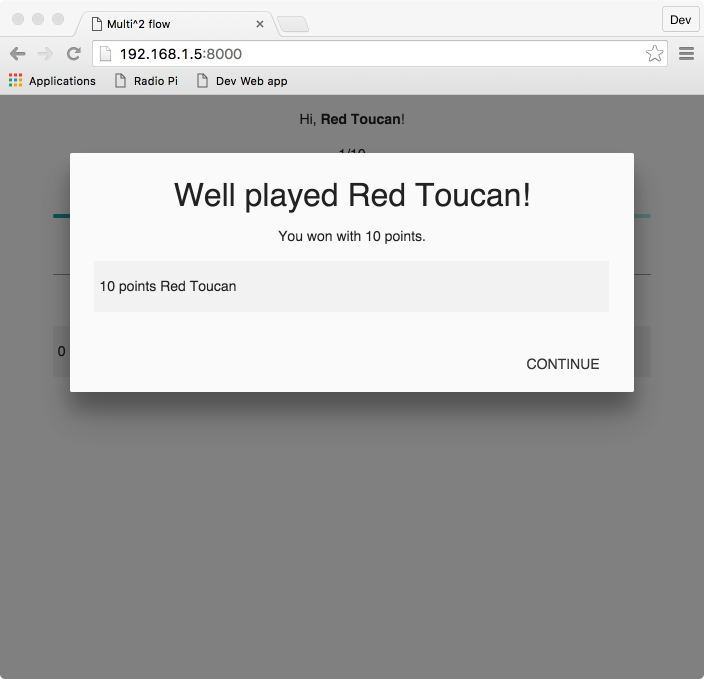 Multi^2 flow
Dev
192.168.1.5:8000
Applications Radio Pi Dev Web app
Hi, Red Toucan!
1/10
Well played Red Toucan!
You won with 10 points.
10 points Red Toucan
0
CONTINUE